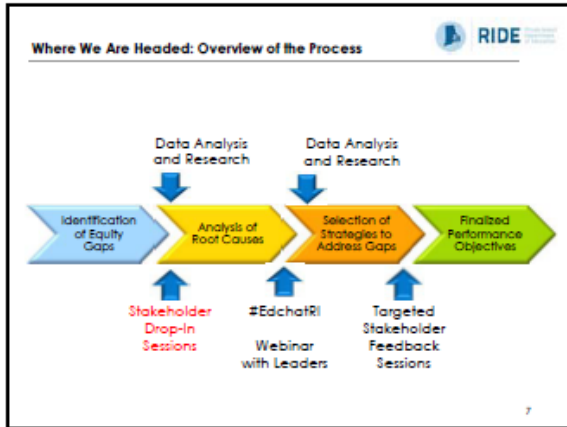 Where We Are Headed: Overview of the Process
RIDE
Data Analysis
and Research
Data Analysis
and Research
Identification
of Equity
Gaps
Analysis of
Root Causes
Selection of
Strategies to
Address Gaps
Finalized
Performance
Objectives
Stakeholder
Drop-In
Sessions
#EdchatRI
Webinar
with Leaders
Targeted
Stakeholder
Feedback
Sessions
7